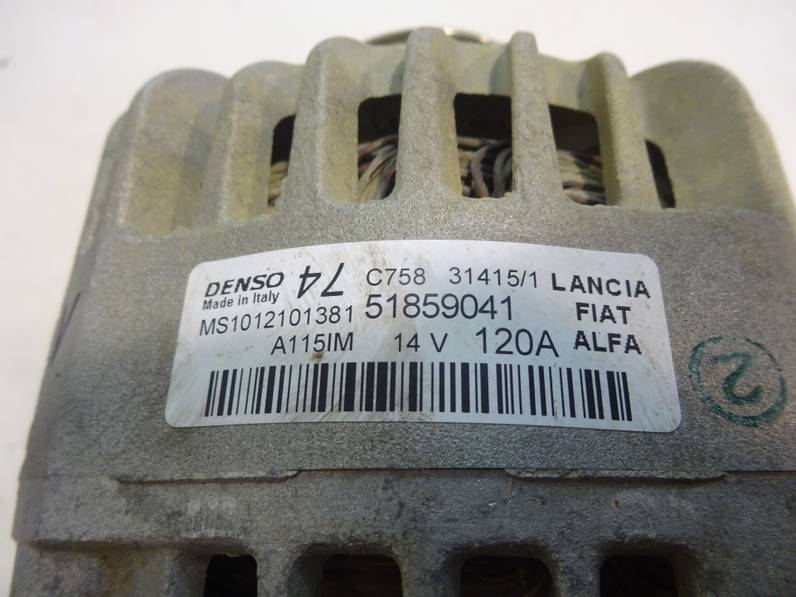 DENSO 74 C758 31415/1 LANCIA
Made in Italy
MS1012101381 51859041 FIAT
A115IM 14 V 120A ALFA
2